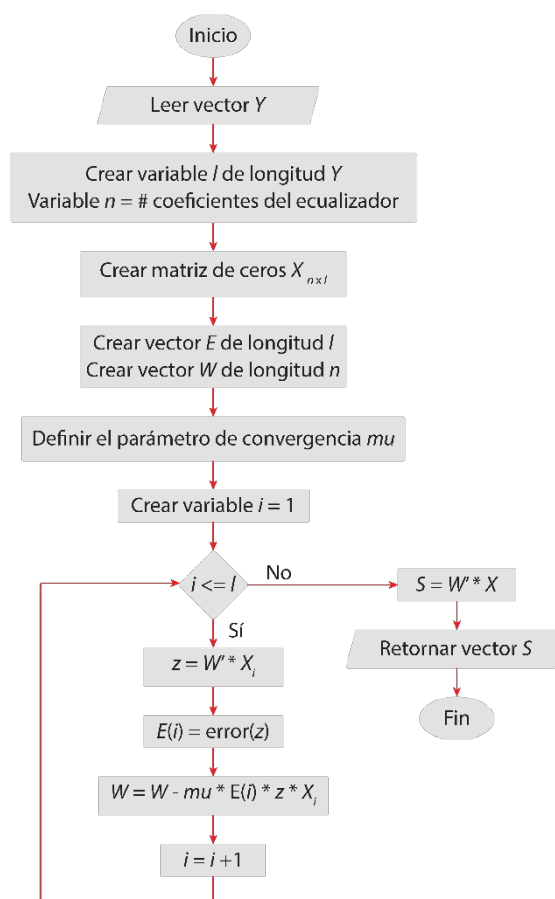 Inicio
Leer vector Y
Crear variable l de longitud Y
Variable n = # coeficientes del ecualizador
Crear matriz de ceros X n x l
Crear vector E de longitud l
Crear vector W de longitud n
Definir el parámetro de convergencia mu
Crear variable i = 1
i <= l
No
S = W' * X
Retornar vector S
Fin
Sí
z = W' * Xi
E(i) = error(z)
W = W - mu * E(i) * z * Xi
i = i +1